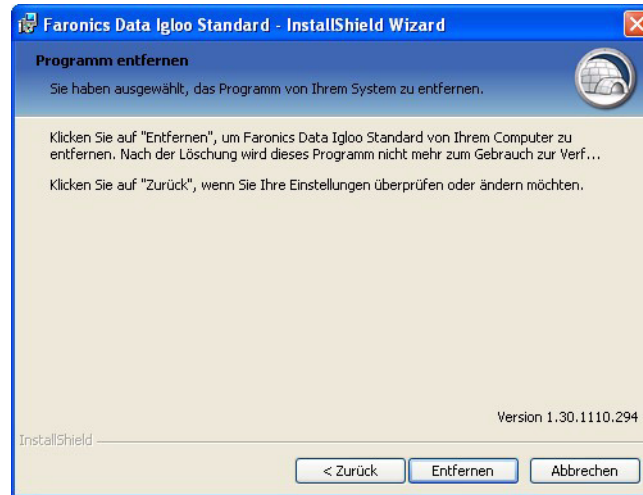 Faronics Data Igloo Standard - InstallShield Wizard
Programm entfernen
Sie haben ausgewählt, das Programm von Ihrem System zu entfernen.
Klicken Sie auf "Entfernen", um Faronics Data Igloo Standard von Ihrem Computer zu
entfernen. Nach der Löschung wird dieses Programm nicht mehr zum Gebrauch zur Verf...
Klicken Sie auf "Zurück", wenn Sie Ihre Einstellungen überprüfen oder ändern möchten.
Version 1.30.1110.294
InstallShield
< Zurück
Entfernen
Abbrechen